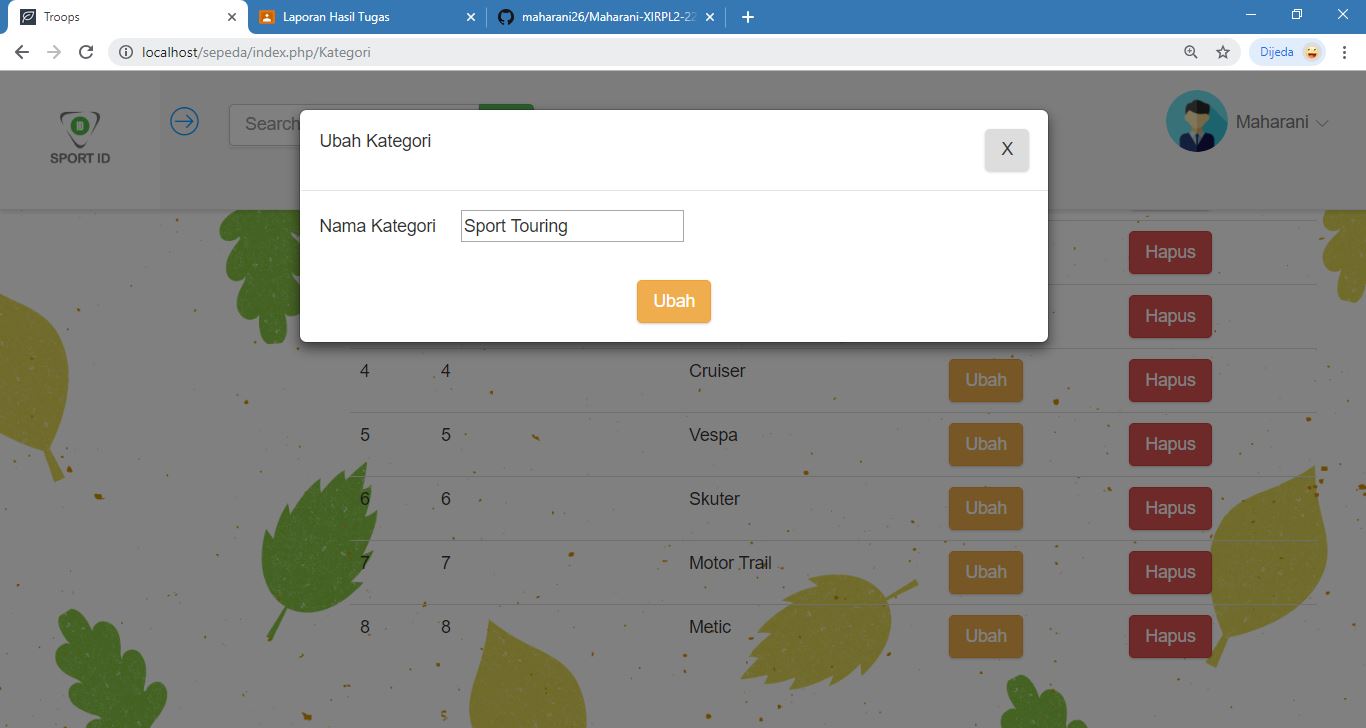 Troops
Laporan Hasil Tugas
maharani26/Maharani-XIRPL2-22
localhost/sepeda/index.php/Kategori
Dijeda
ID
SPORT ID
Search
Maharani
Ubah Kategori
X
Nama Kategori Sport Touring
Ubah
Hapus
Hapus
4 4 Cruiser Ubah Hapus
5 5 Vespa Ubah Hapus
6 6 Skuter Ubah Hapus
7 7 Motor Trail Ubah Hapus
8 8 Metic Ubah Hapus